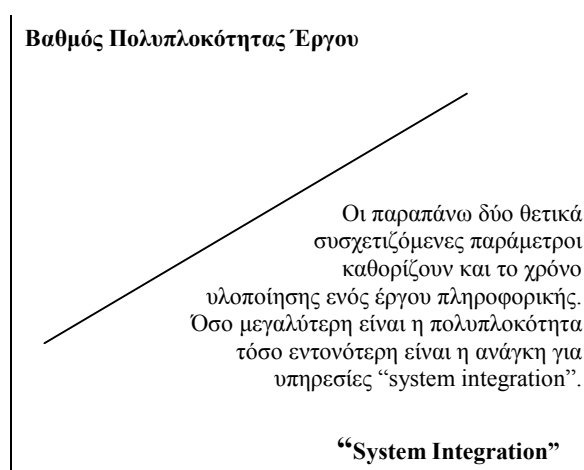 Βαθμός Πολυπλοκότητας Έργου
Οι παραπάνω δύο θετικά
συσχετιζόμενες παράμετροι
καθορίζουν και το χρόνο
υλοποίησης ενός έργου πληροφορικής.
Όσο μεγαλύτερη είναι η πολυπλοκότητα
τόσο εντονότερη είναι η ανάγκη για
υπηρεσίες “system integration”.
“System Integration”